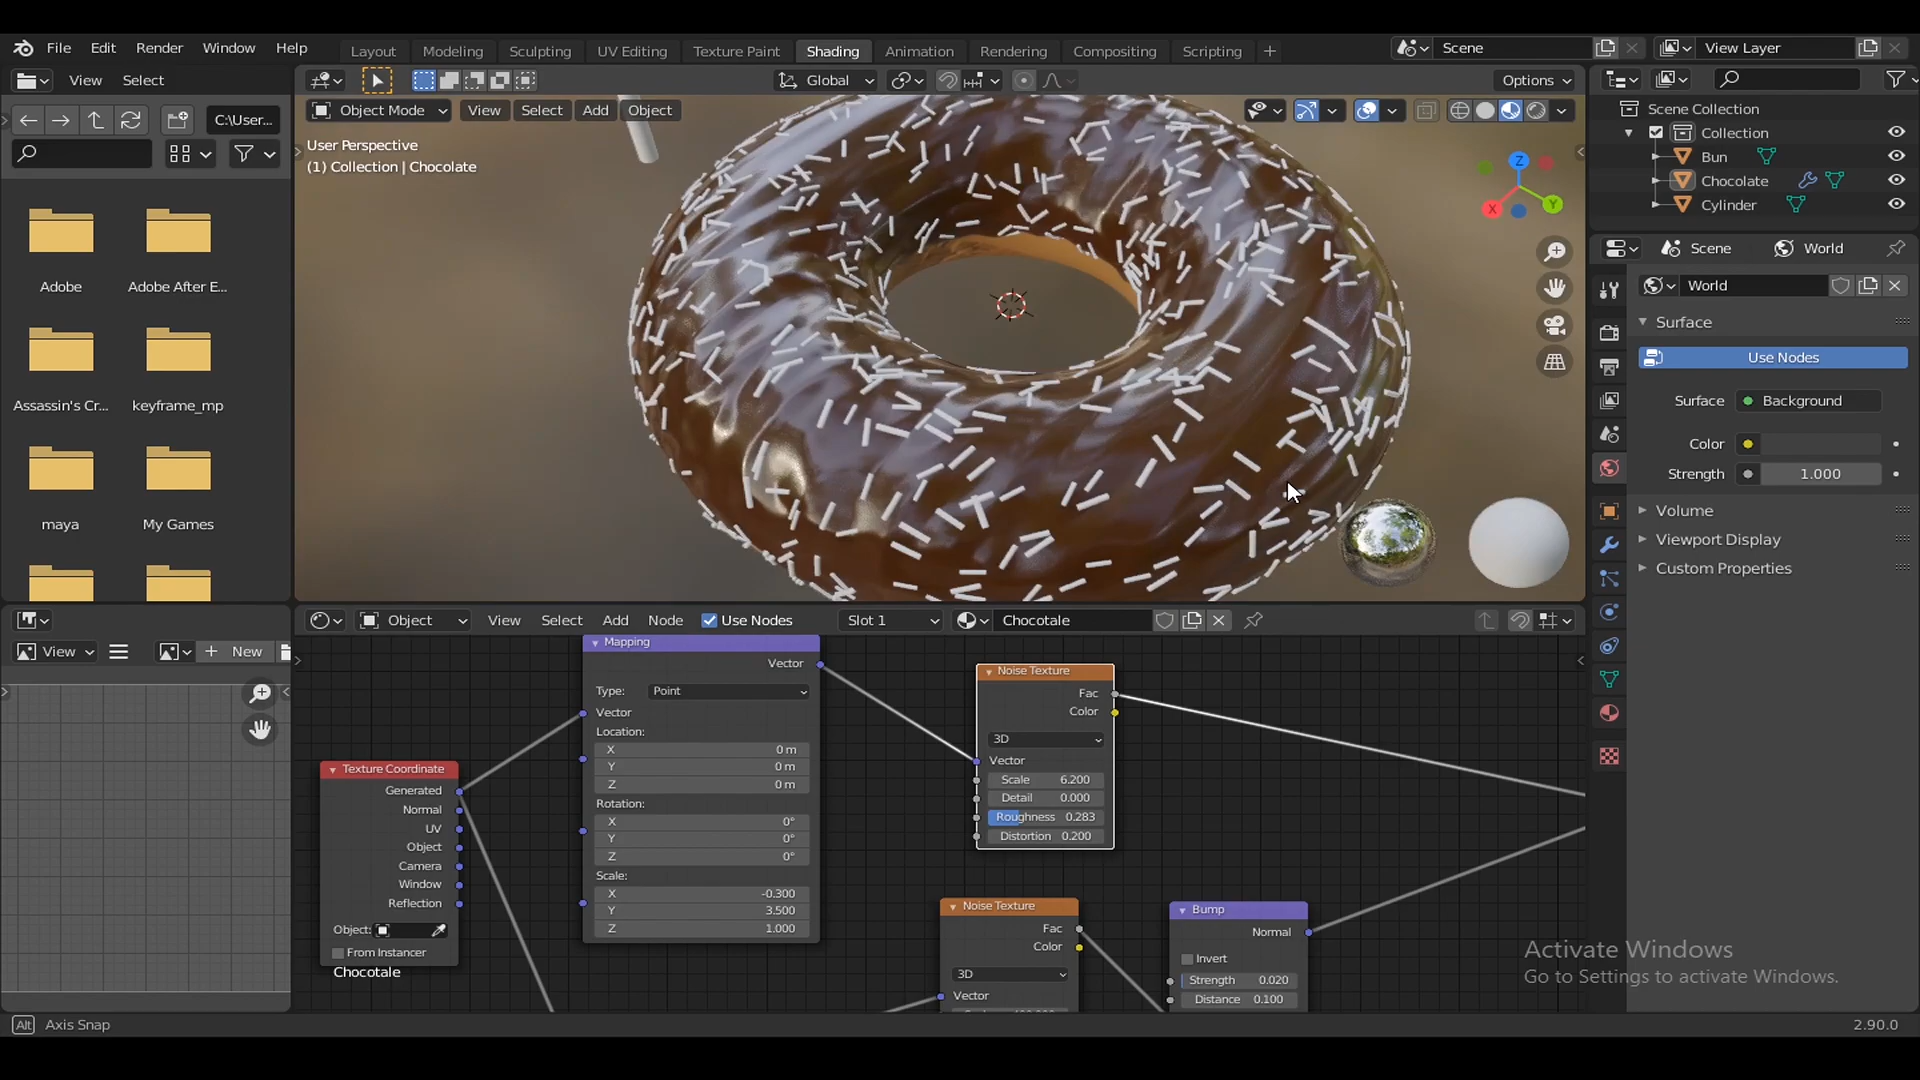 File Edit Render Window Help Layout Modeling Sculpting UV Editing Texture Paint Shading Animation Rendering Compositing Scripting + Scene View Layer
View Select Global Options
Object Mode View Select Add Object
C:\User...
User Perspective
(1) Collection | Chocolate
Z
X
Y
Adobe Adobe After E...
Assassin's Cr... keyframe_mp
maya My Games
Scene Collection
Collection
Bun
Chocolate
Cylinder
Scene World
World
Surface
Use Nodes
Surface Background
Color
Strength 1.000
Volume
Viewport Display
Custom Properties
View + New
Object View Select Add Node Use Nodes Slot 1 Chocotale
Texture Coordinate
Generated
Normal
UV
Object
Camera
Window
Reflection
Object:
From Instancer
Chocotale
Mapping
Vector
Type: Point
Vector
Location:
X 0 m
Y 0 m
Z 0 m
Rotation:
X 0°
Y 0°
Z 0°
Scale:
X -0.300
Y 3.500
Z 1.000
Noise Texture
Fac
Color
3D
Vector
Scale 6.200
Detail 0.000
Roughness 0.283
Distortion 0.200
Noise Texture
Fac
Color
3D
Vector
Bump
Normal
Invert
Strength 0.020
Distance 0.100
Activate Windows
Go to Settings to activate Windows.
Alt Axis Snap
2.90.0